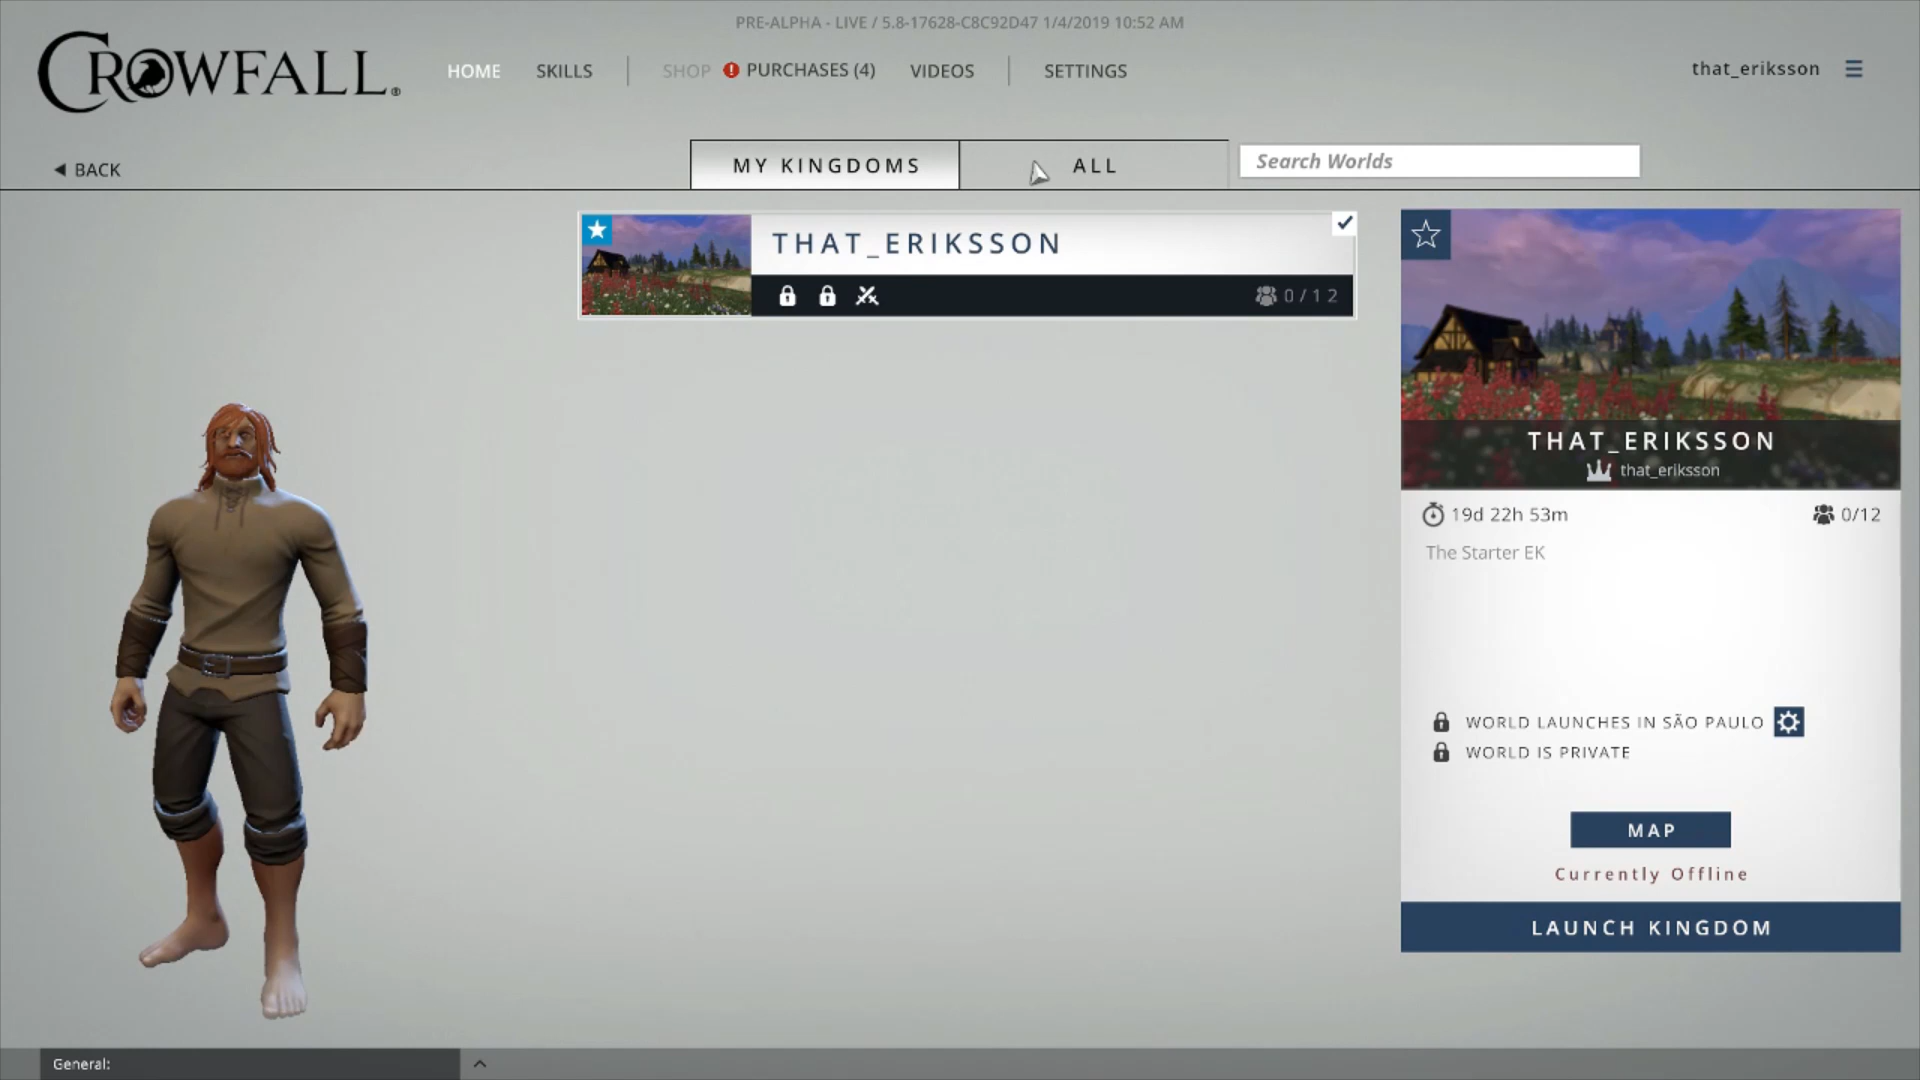 PRE-ALPHA - LIVE / 5.8-17628-C8C92D47 1/4/2019 10:52 AM
CROWFALL®
HOME SKILLS SHOP PURCHASES (4) VIDEOS SETTINGS
that_eriksson
BACK
MY KINGDOMS
ALL
Search Worlds
THAT_ERIKSSON
0/12
THAT_ERIKSSON
that_eriksson
19d 22h 53m
0/12
The Starter EK
WORLD LAUNCHES IN SÃO PAULO
WORLD IS PRIVATE
MAP
Currently Offline
LAUNCH KINGDOM
General: